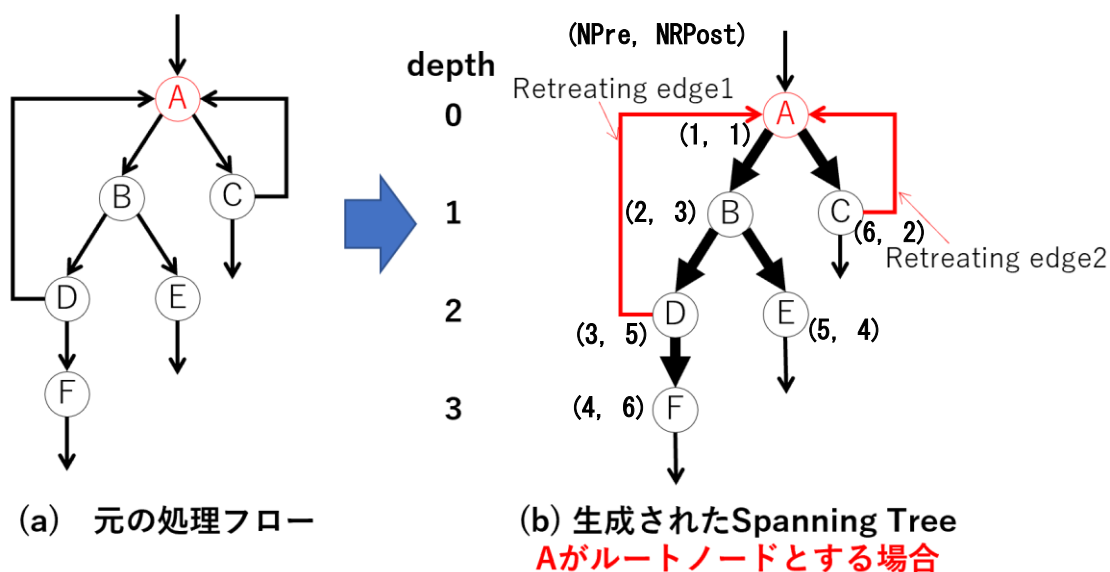 A
B
C
D
E
F
(a) 元の処理フロー
depth
0
1
2
3
(NPre, NRPost)
Retreating edge1
A
(1, 1)
(2, 3)
B
C
(6, 2)
Retreating edge2
D
(3, 5)
E
(5, 4)
(4, 6)
F
(b) 生成されたSpanning Tree
Aがルートノードとする場合